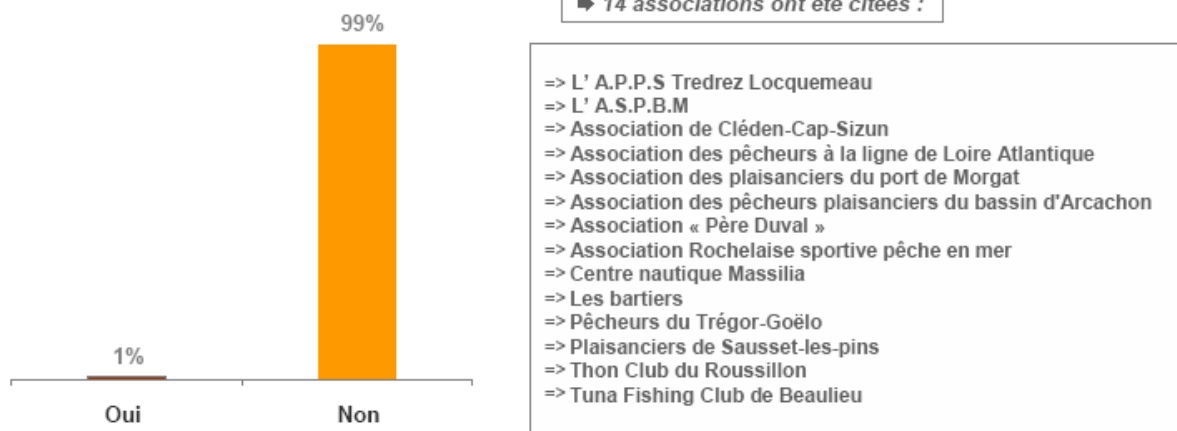 99%
1%
Oui
Non
➨ 14 associations ont été citées :
=> L' A.P.P.S Tredrez Locquemeau
=> L' A.S.P.B.M
=> Association de Cléden-Cap-Sizun
=> Association des pêcheurs à la ligne de Loire Atlantique
=> Association des plaisanciers du port de Morgat
=> Association des pêcheurs plaisanciers du bassin d'Arcachon
=> Association « Père Duval »
=> Association Rochelaise sportive pêche en mer
=> Centre nautique Massilia
=> Les bartiers
=> Pêcheurs du Trégor-Goëlo
=> Plaisanciers de Sausset-les-pins
=> Thon Club du Roussillon
=> Tuna Fishing Club de Beaulieu